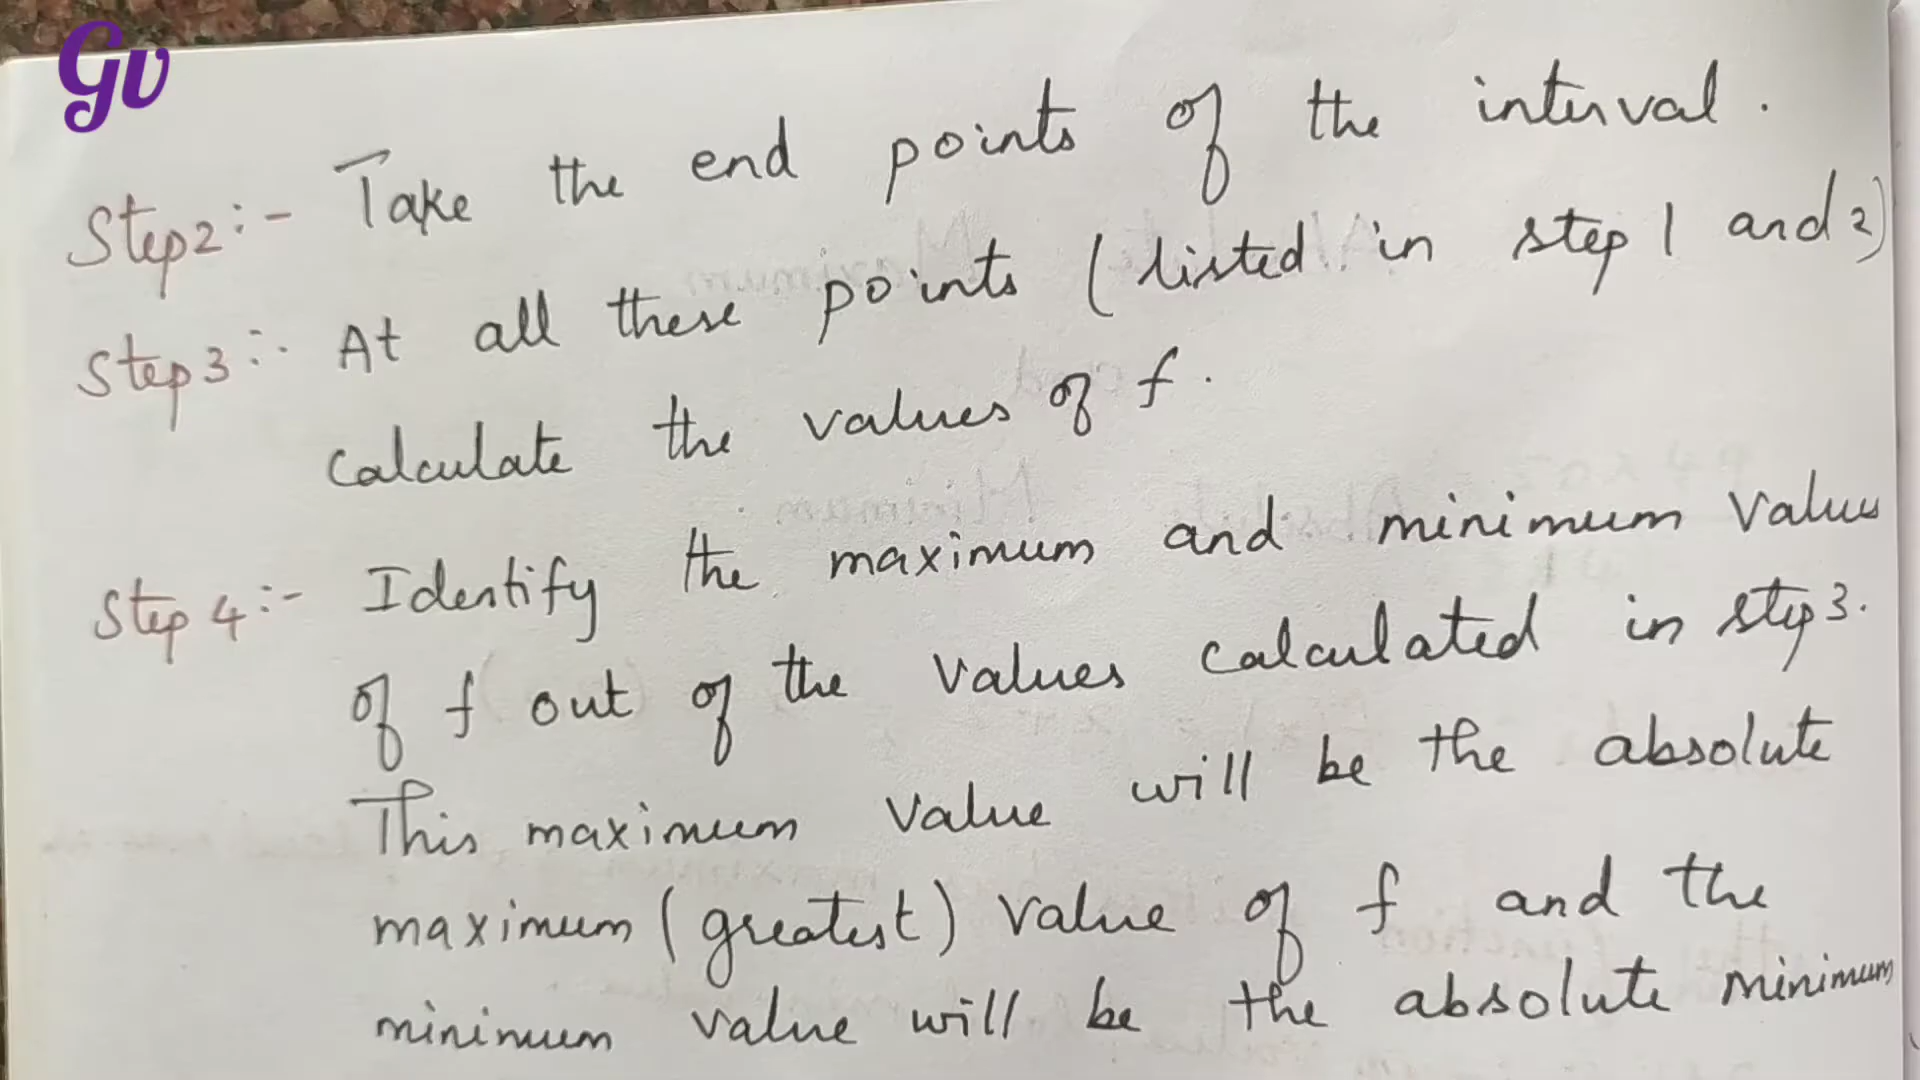 Gv
Step2:- Take the end points of the interval.
Step3:- At all these points (listed in step 1 and 2)
calculate the values of f.
Step 4:- Identify the maximum and minimum values
of f out of the values calculated in step 3.
This maximum value will be the absolute
maximum (greatest) value of f and the
minimum value will be the absolute minimum